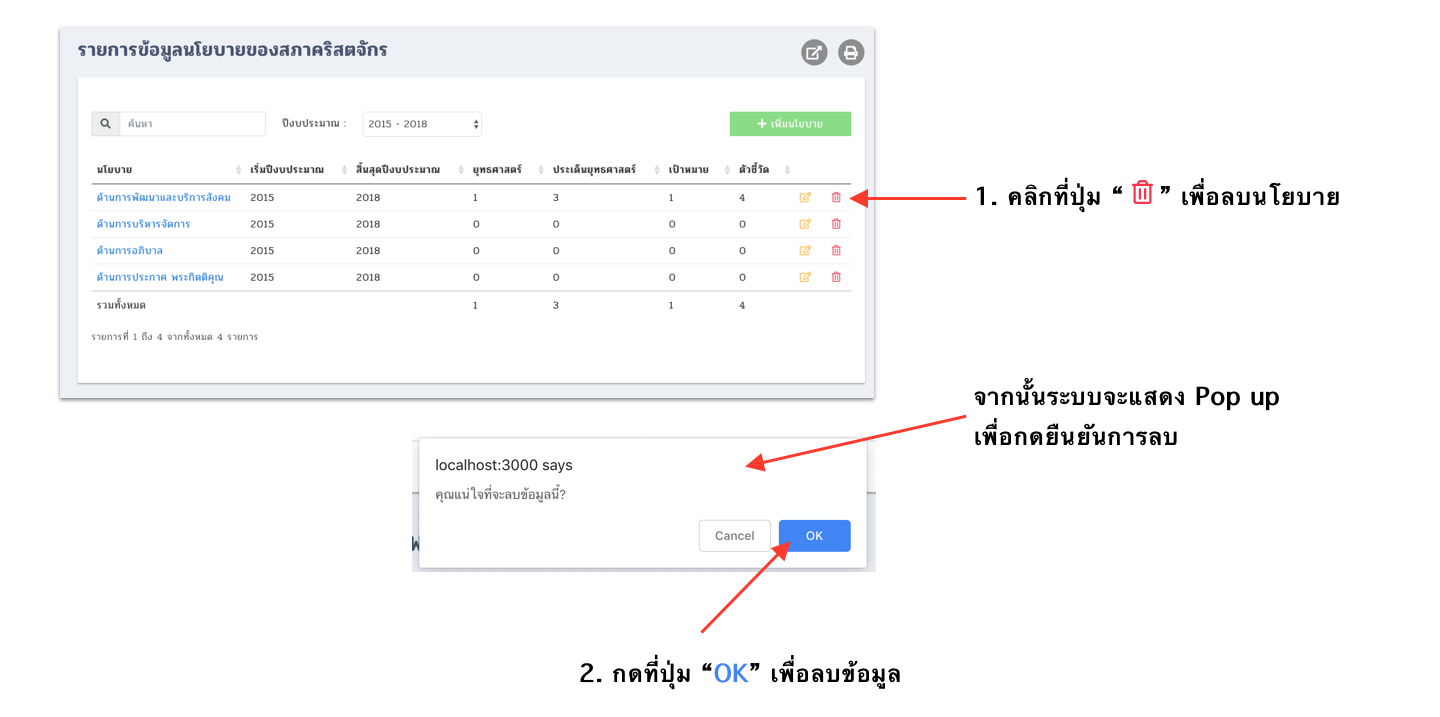 รายการข้อมูลนโยบายของสภาคริสตจักร
ค้นหา ปีงบประมาณ : 2015 - 2018 เพิ่มนโยบาย
นโยบาย เริ่มปีงบประมาณ สิ้นสุดปีงบประมาณ ยุทธศาสตร์ ประเด็นยุทธศาสตร์ เป้าหมาย ตัวชี้วัด
ด้านการพัฒนาและบริการสังคม 2015 2018 1 3 1 4
ด้านการบริหารจัดการ 2015 2018 0 0 0 0
ด้านการอภิบาล 2015 2018 0 0 0 0
ด้านการประกาศ พระกิตติคุณ 2015 2018 0 0 0 0
รวมทั้งหมด 1 3 1 4
รายการที่ 1 ถึง 4 จากทั้งหมด 4 รายการ
1. คลิกที่ปุ่ม “ ” เพื่อลบนโยบาย
จากนั้นระบบจะแสดง Pop up
เพื่อกดยืนยันการลบ
localhost:3000 says
คุณแน่ใจที่จะลบข้อมูลนี้?
Cancel OK
2. กดที่ปุ่ม “OK” เพื่อลบข้อมูล